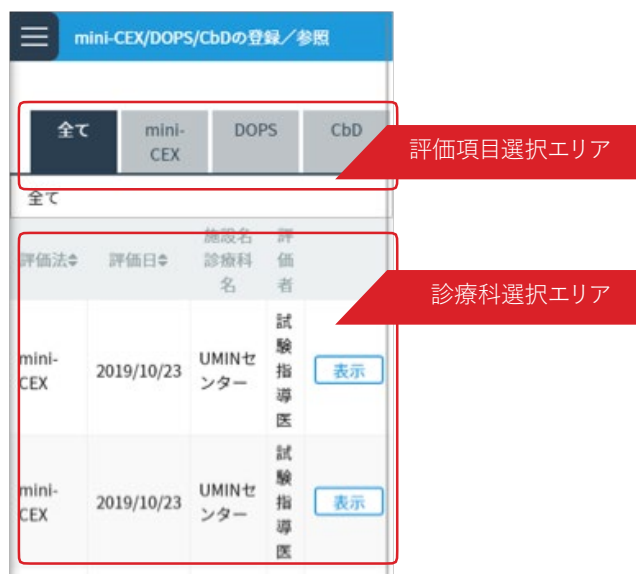 mini-CEX/DOPS/CbDの登録／参照
全て
mini-
CEX
DOPS
CbD
評価項目選択エリア
全て
評価法
評価日
施設名
診療科
名
評
価
者
診療科選択エリア
mini-
CEX
2019/10/23
UMINセ
ンター
試
験
指
導
医
表示
mini-
CEX
2019/10/23
UMINセ
ンター
試
験
指
導
医
表示